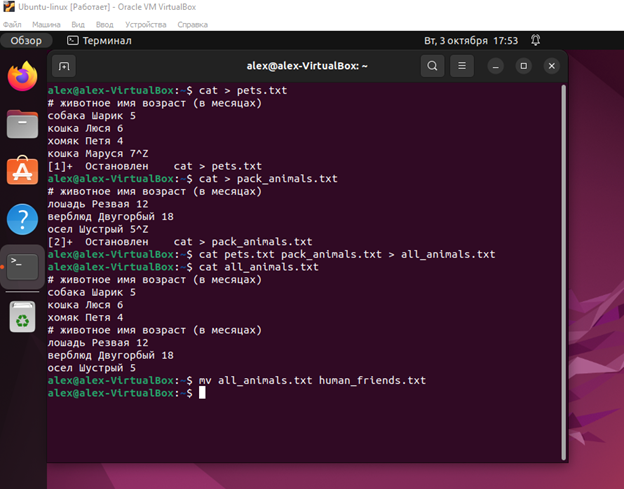 Ubuntu-linux [Работает] - Oracle VM VirtualBox
Файл Машина Вид Ввод Устройства Справка
Обзор Терминал Вт, 3 октября 17:53
alex@alex-VirtualBox: ~
alex@alex-VirtualBox:~$ cat > pets.txt
# животное имя возраст (в месяцах)
собака Шарик 5
кошка Люся 6
хомяк Петя 4
кошка Маруся 7^Z
[1]+  Остановлен    cat > pets.txt
alex@alex-VirtualBox:~$ cat > pack_animals.txt
# животное имя возраст (в месяцах)
лошадь Резвая 12
верблюд Двугорбый 18
осел Шустрый 5^Z
[2]+  Остановлен    cat > pack_animals.txt
alex@alex-VirtualBox:~$ cat pets.txt pack_animals.txt > all_animals.txt
alex@alex-VirtualBox:~$ cat all_animals.txt
# животное имя возраст (в месяцах)
собака Шарик 5
кошка Люся 6
хомяк Петя 4
# животное имя возраст (в месяцах)
лошадь Резвая 12
верблюд Двугорбый 18
осел Шустрый 5
alex@alex-VirtualBox:~$ mv all_animals.txt human_friends.txt
alex@alex-VirtualBox:~$